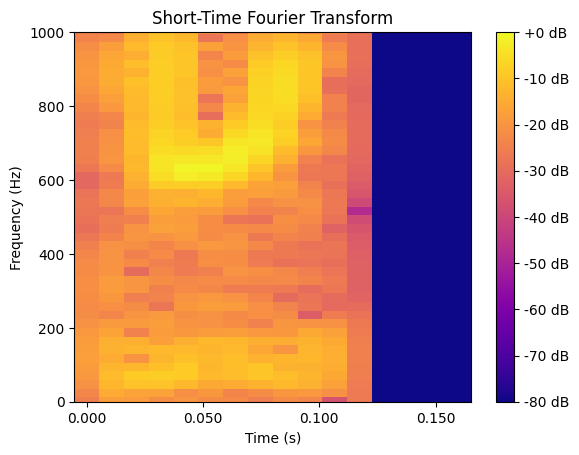 Short-Time Fourier Transform
1000
800
600
400
200
0
Frequency (Hz)
0.000
0.050
0.100
0.150
Time (s)
+0 dB
-10 dB
-20 dB
-30 dB
-40 dB
-50 dB
-60 dB
-70 dB
-80 dB